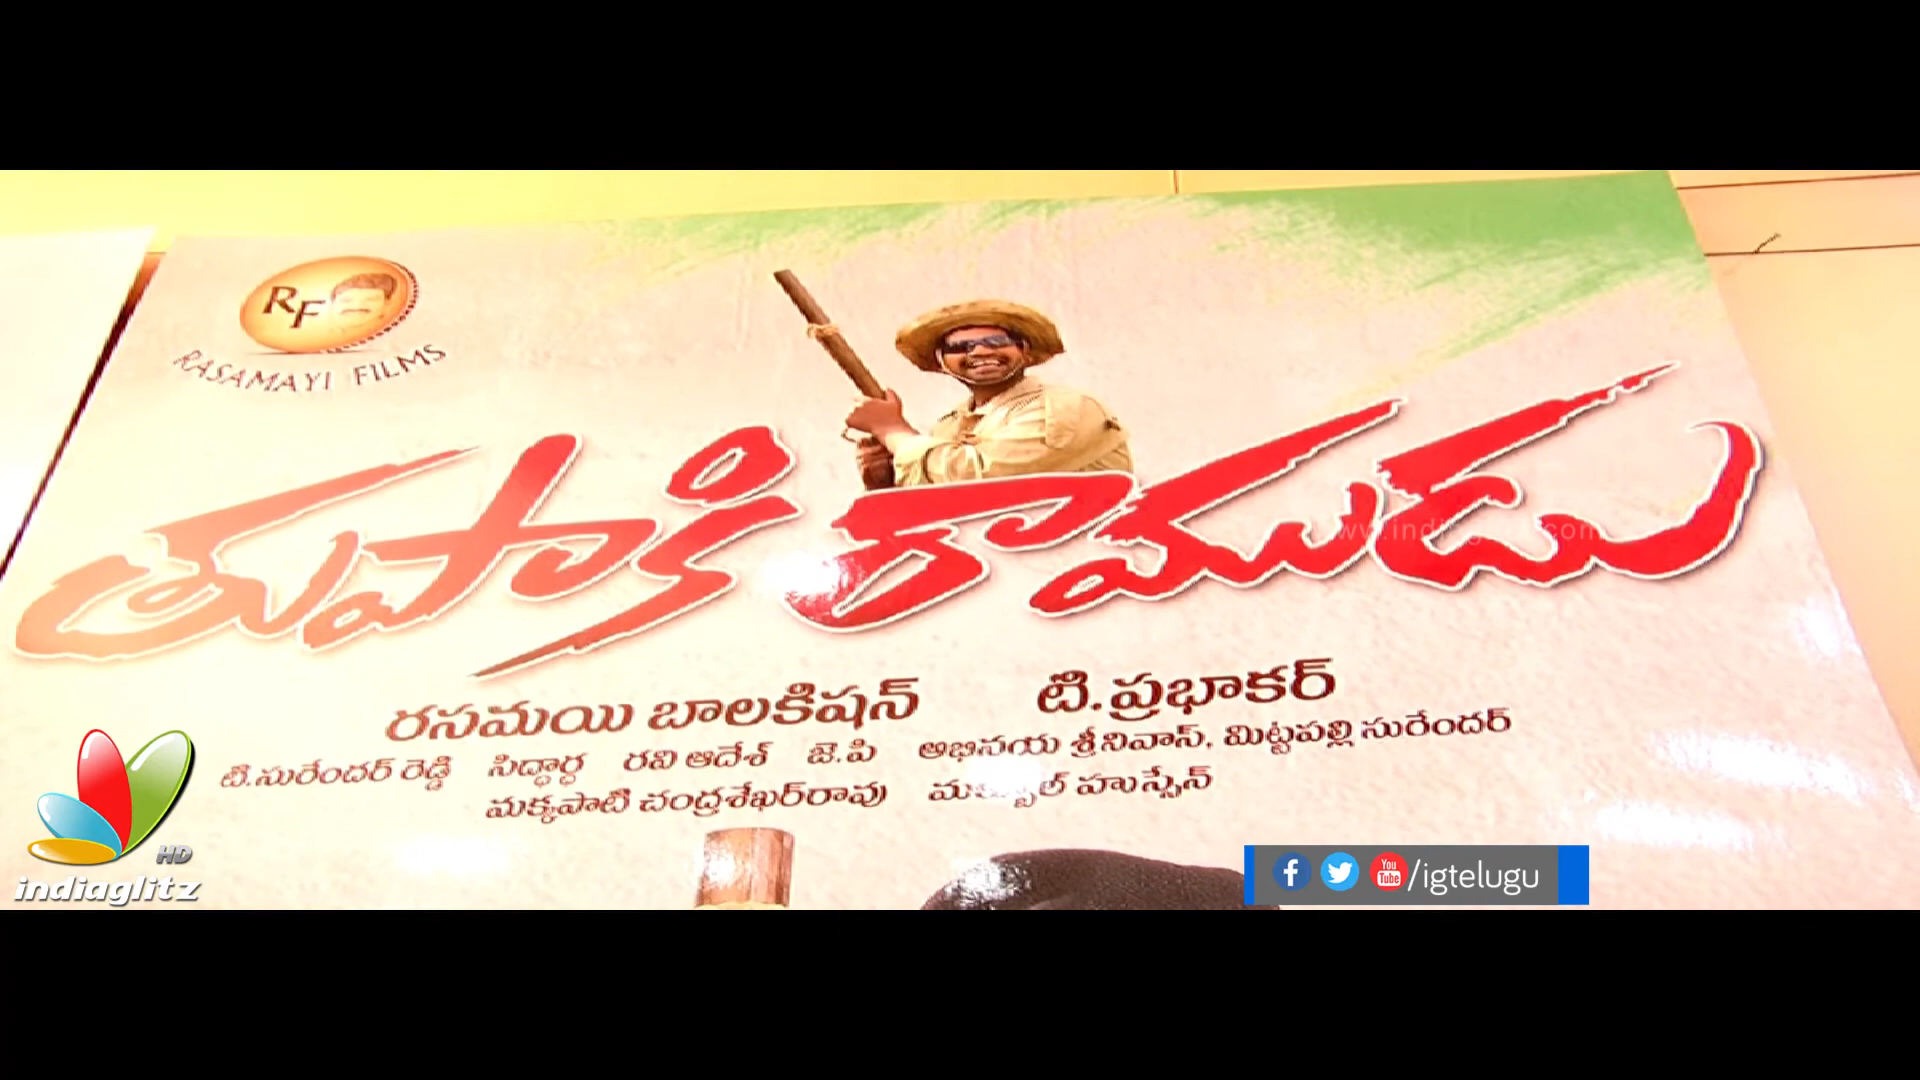 RF
RASAMAYI FILMS
తుపాకి రాముడు
రసమయి బాలకిషన్ టి.ప్రభాకర్
టి.సురేందర్ రెడ్డి సిద్ధార్థ రవి ఆదేశ్ జె.పి అభినయ శ్రీనివాస్, మిట్టపల్లి సురేందర్
మక్కపాటి చంద్రశేఖర్‌రావు హుస్సేన్
HD
indiaglitz
/igtelugu